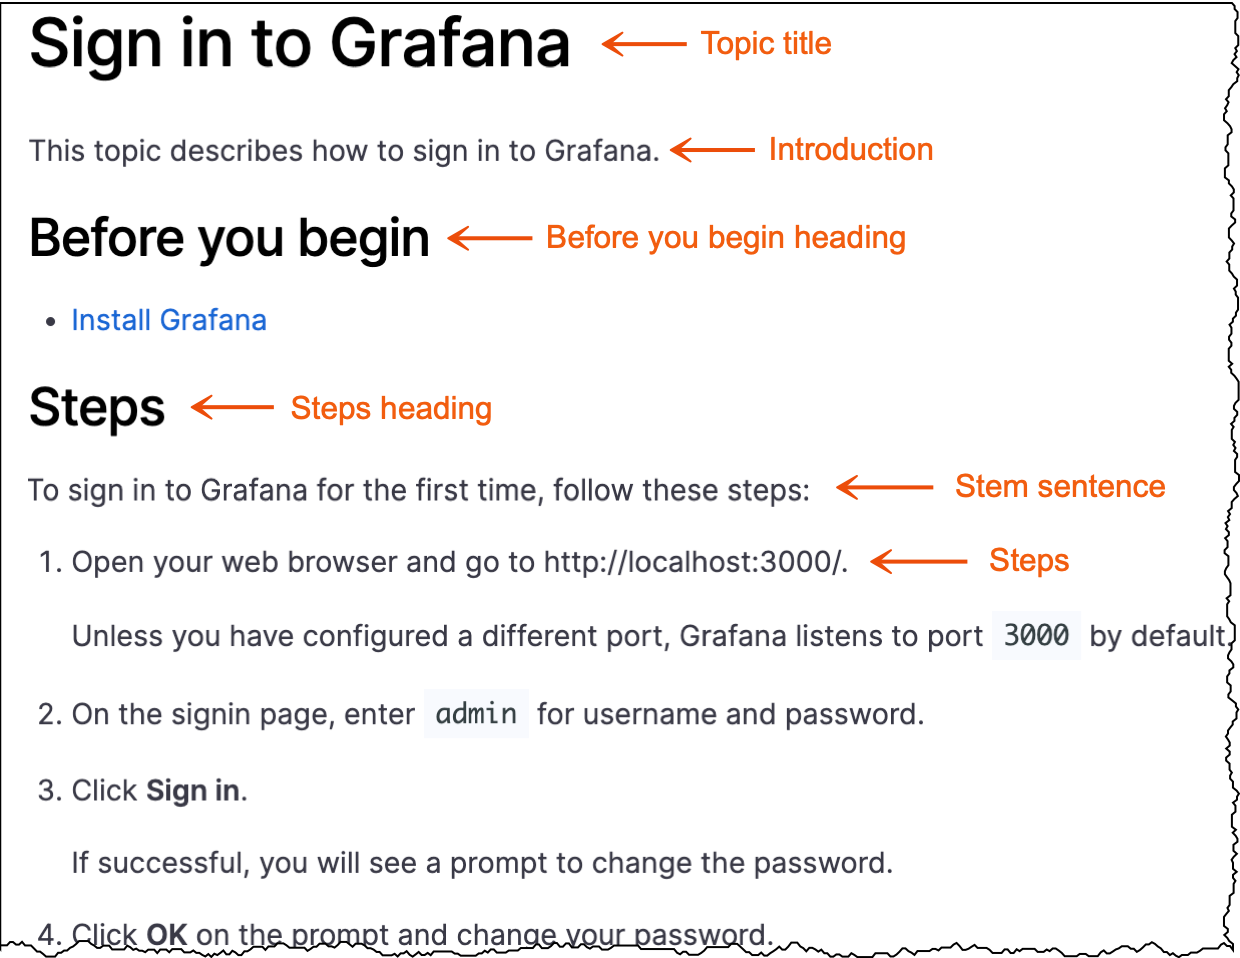 Sign in to Grafana Topic title
This topic describes how to sign in to Grafana. Introduction
Before you begin Before you begin heading
• Install Grafana
Steps Steps heading
To sign in to Grafana for the first time, follow these steps: Stem sentence
1. Open your web browser and go to http://localhost:3000/. Steps
Unless you have configured a different port, Grafana listens to port 3000 by default.
2. On the signin page, enter admin for username and password.
3. Click Sign in.
If successful, you will see a prompt to change the password.
4. Click OK on the prompt and change your password.